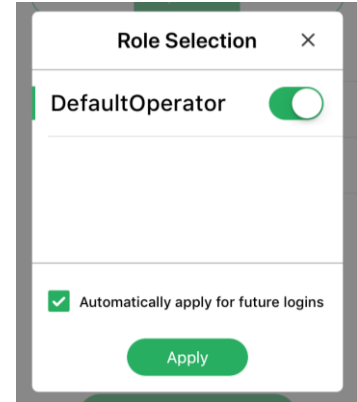 Role Selection
DefaultOperator
Automatically apply for future logins
Apply